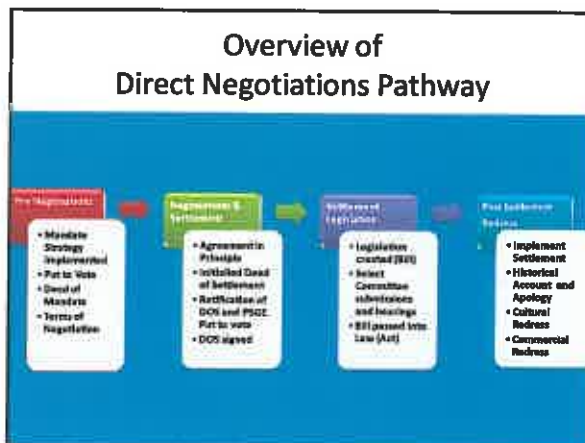 Overview of
Direct Negotiations Pathway
Pre Negotiations
• Mandate
Strategy
Implemented
• Put to Vote
• Deed of
Mandate
• Terms of
Negotiation
Negotiations &
Settlement
• Agreement in
Principle
• Initialled Deed
of Settlement
• Ratification of
DOS and PSGE
Put to vote
• DOS signed
Settlement
Legislation
• Legislation
created (Bill)
• Select
Committee
submissions
and hearings
• Bill passed into
Law (Act)
Post Settlement
Redress
• Implement
Settlement
• Historical
Account and
Apology
• Cultural
Redress
• Commercial
Redress